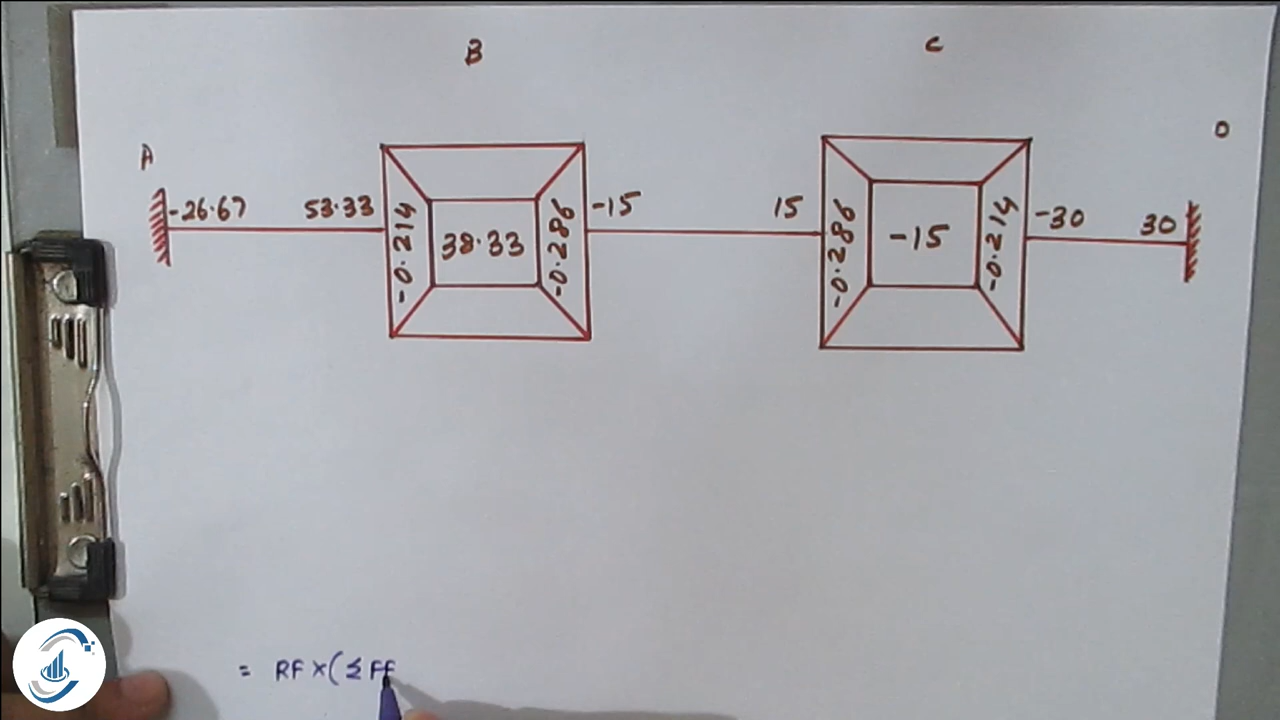 B C
A D
-26.67 53.33 -0.214 38.33 -0.286 -15 15 -0.286 -15 -0.214 -30 30
= RF × (Σ FF